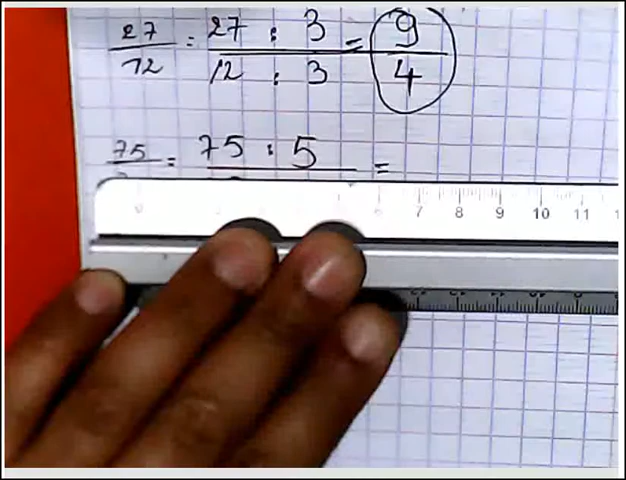 27/12 = 27 : 3 / 12 : 3 = 9/4
75 = 75 : 5 =
7 8 9 10 11